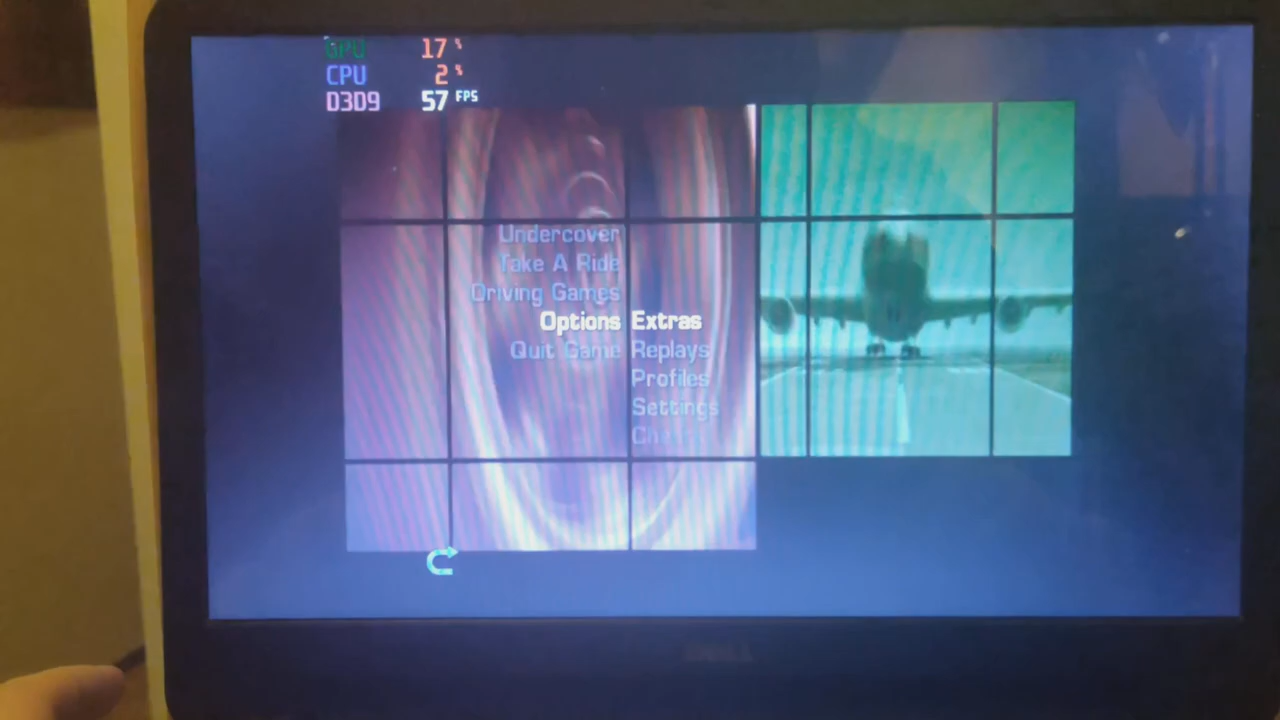 GPU 17 %
CPU 2 %
D3D9 57 FPS
Undercover
Take A Ride
Driving Games
Options Extras
Quit Game Replays
Profiles
Settings